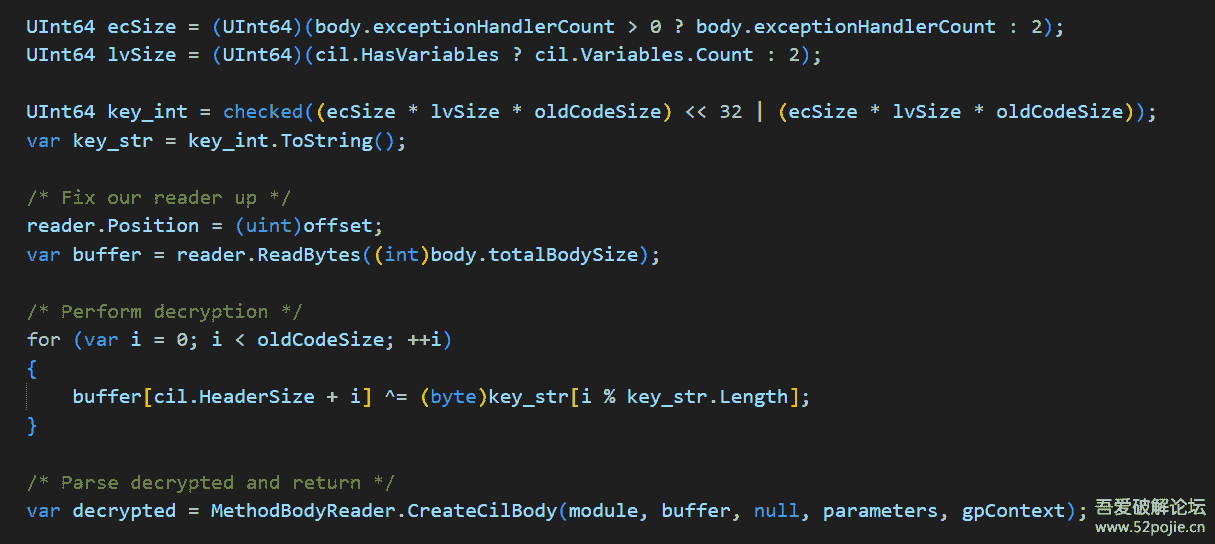 UInt64 ecSize = (UInt64)(body.exceptionHandlerCount > 0 ? body.exceptionHandlerCount : 2);
UInt64 lvSize = (UInt64)(cil.HasVariables ? cil.Variables.Count : 2);
UInt64 key_int = checked((ecSize * lvSize * oldCodeSize) << 32 | (ecSize * lvSize * oldCodeSize));
var key_str = key_int.ToString();
/* Fix our reader up */
reader.Position = (uint)offset;
var buffer = reader.ReadBytes((int)body.totalBodySize);
/* Perform decryption */
for (var i = 0; i < oldCodeSize; ++i)
{
buffer[cil.HeaderSize + i] ^= (byte)key_str[i % key_str.Length];
}
/* Parse decrypted and return */
var decrypted = MethodBodyReader.CreateCilBody(module, buffer, null, parameters, gpContext);
吾爱破解论坛
www.52pojie.cn